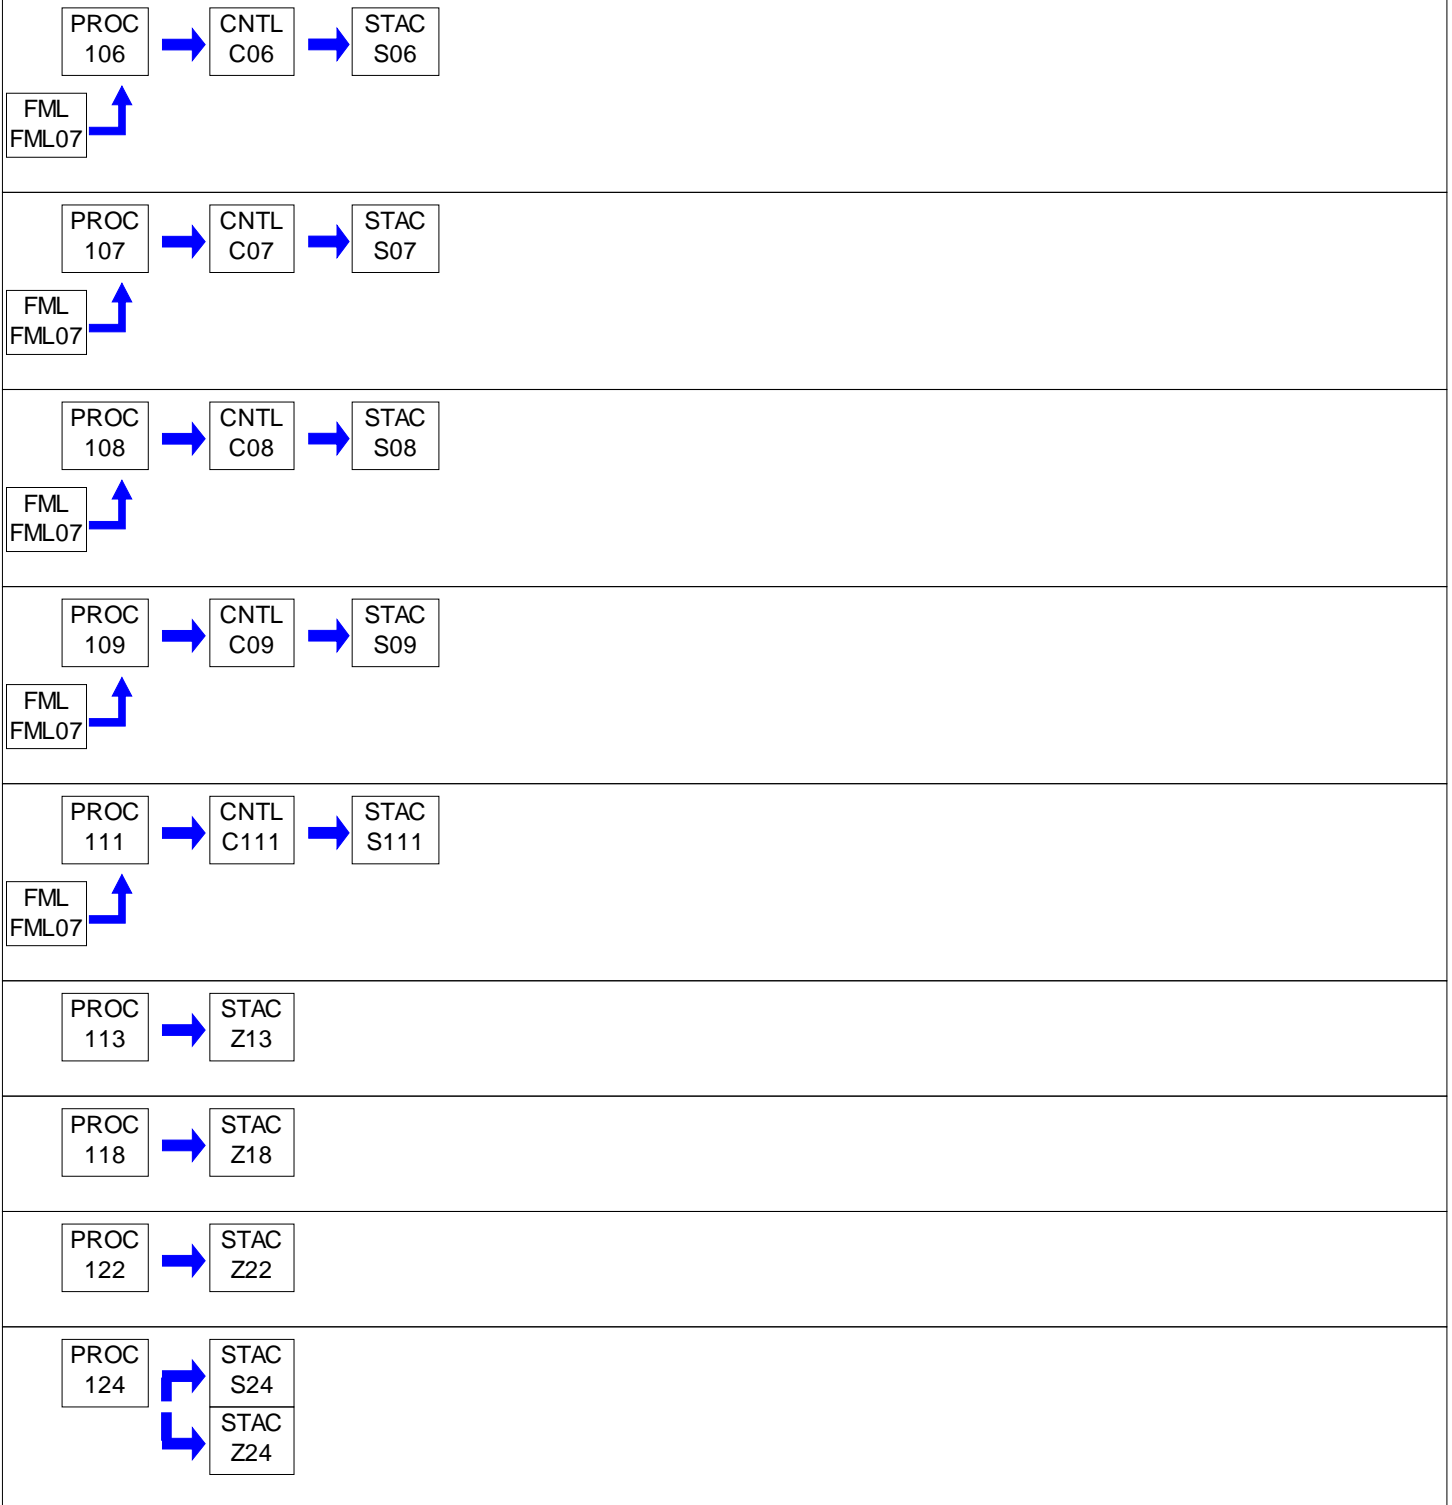 PROC
106
CNTL
C06
STAC
S06
FML
FML07
PROC
107
CNTL
C07
STAC
S07
FML
FML07
PROC
108
CNTL
C08
STAC
S08
FML
FML07
PROC
109
CNTL
C09
STAC
S09
FML
FML07
PROC
111
CNTL
C111
STAC
S111
FML
FML07
PROC
113
STAC
Z13
PROC
118
STAC
Z18
PROC
122
STAC
Z22
PROC
124
STAC
S24
STAC
Z24